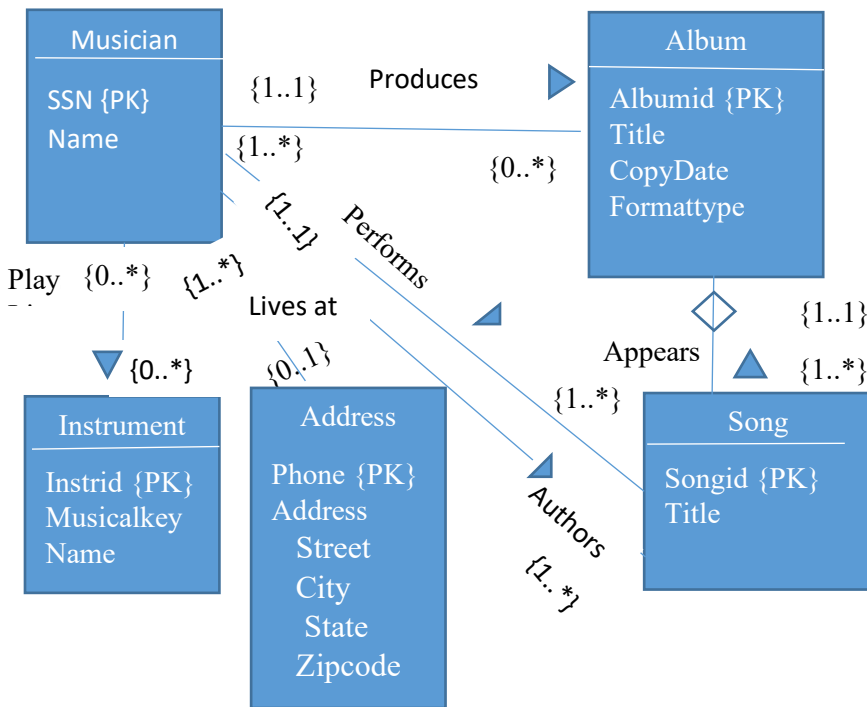 Musician
SSN {PK}
Name
{1..1}
Produces
{1..*}
{0..*}
Album
Albumid {PK}
Title
CopyDate
Formattype
{1..1}
Performs
Play
{0..*}
{1..*}
Lives at
{1..1}
Appears
{1..*}
{0..*}
{0..1}
{1..*}
Instrument
Instrid {PK}
Musicalkey
Name
Address
Phone {PK}
Address
Street
City
State
Zipcode
Authors
{1..*}
Song
Songid {PK}
Title